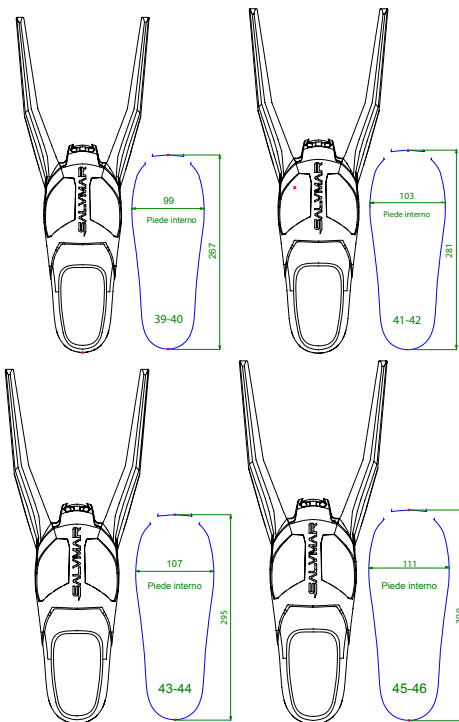 SALVIMAR
99
Piede interno
267
39-40
SALVIMAR
103
Piede interno
281
41-42
SALVIMAR
107
Piede interno
295
43-44
SALVIMAR
111
Piede interno
45-46